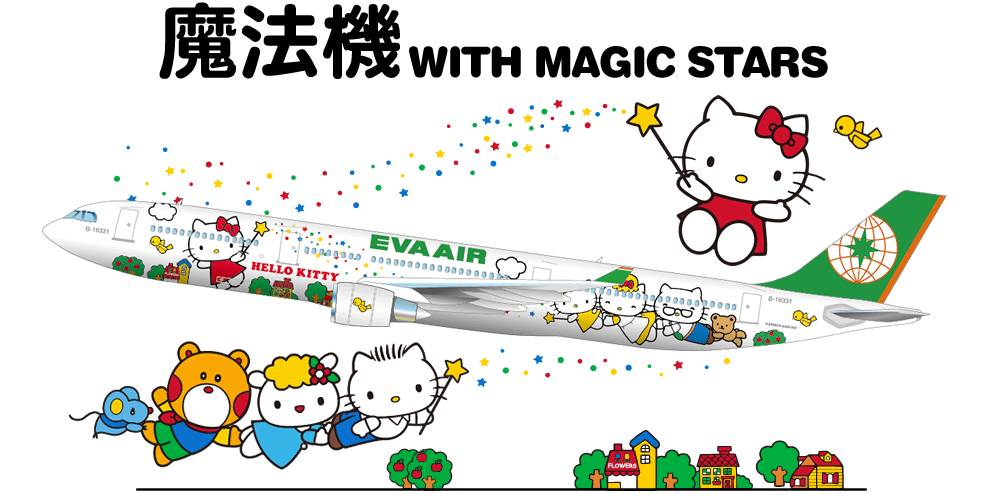 魔法機 WITH MAGIC STARS
B-16331
EVA AIR
HELLO KITTY
B-16331
FLOWERS